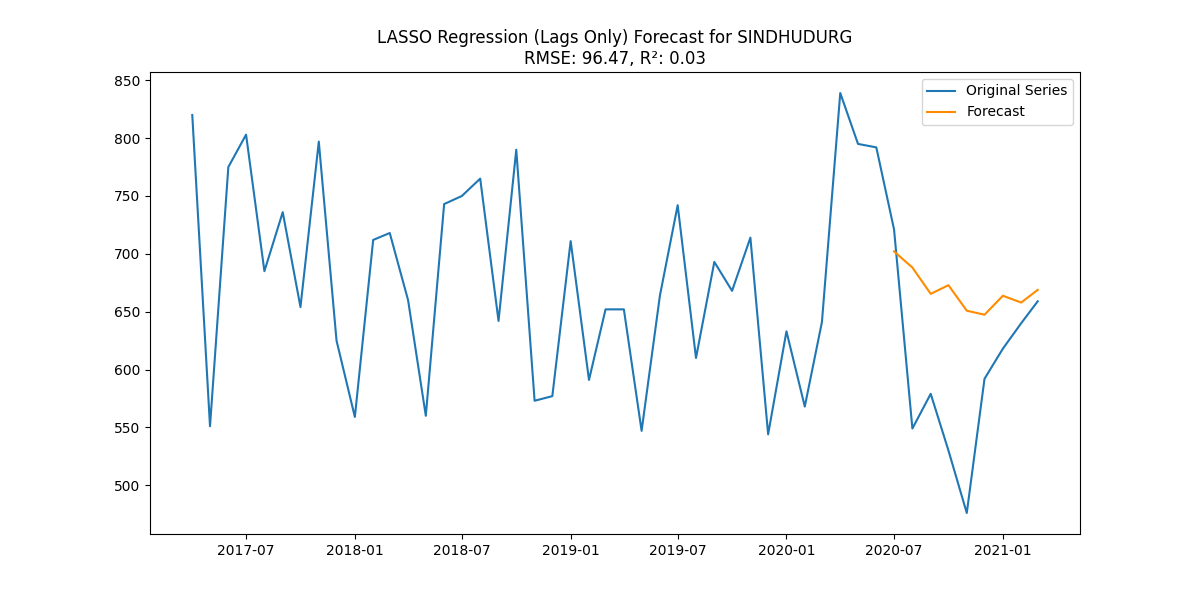 LASSO Regression (Lags Only) Forecast for SINDHUDURG
RMSE: 96.47, R²: 0.03
Original Series
Forecast
850
800
750
700
650
600
550
500
2017-07 2018-01 2018-07 2019-01 2019-07 2020-01 2020-07 2021-01